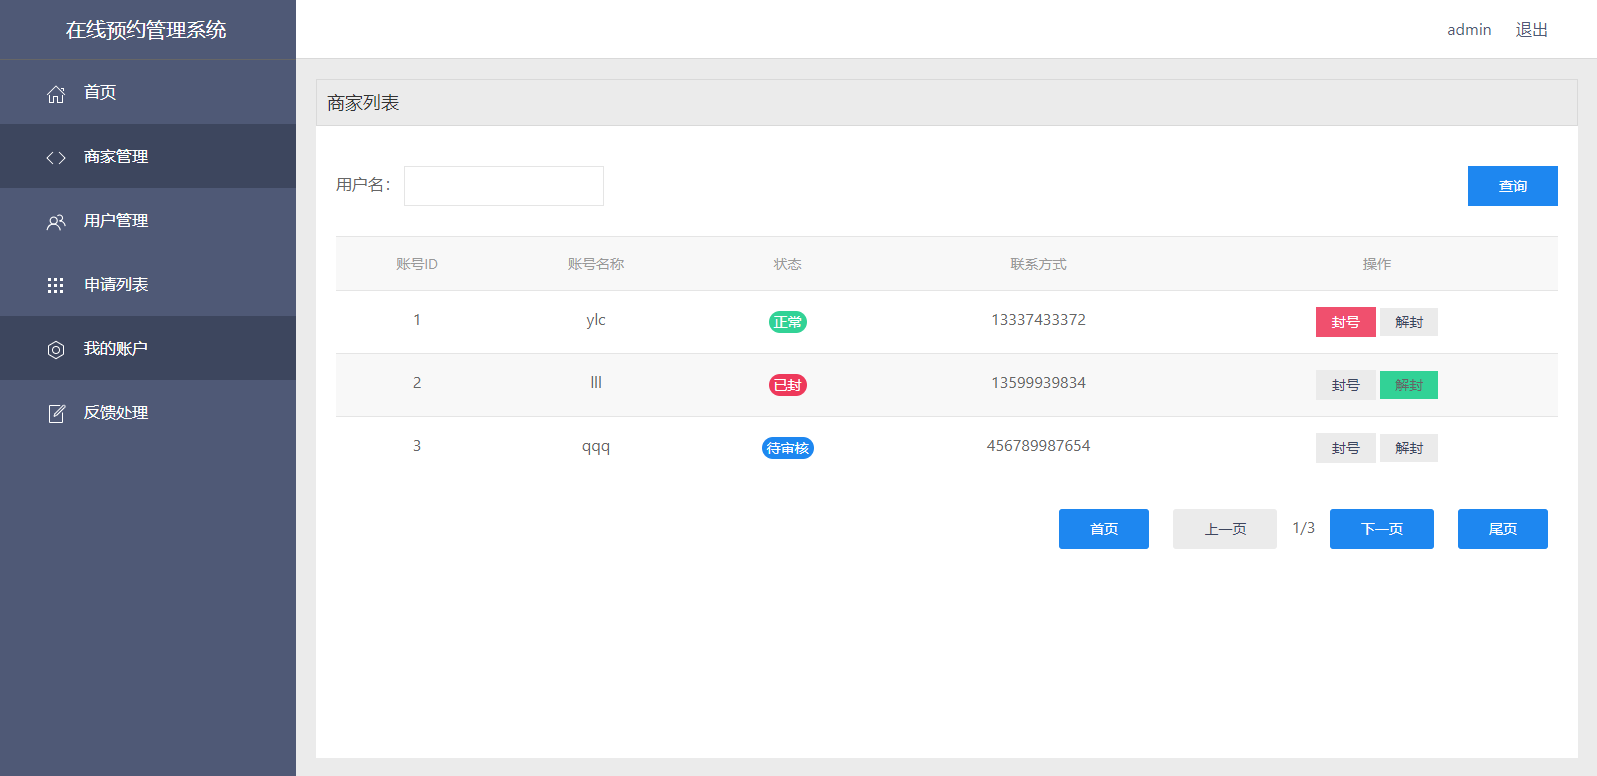 在线预约管理系统
admin 退出
首页
商家管理
用户管理
申请列表
我的账户
反馈处理
商家列表
用户名： 查询
账号ID 账号名称 状态 联系方式 操作
1 ylc 正常 13337433372 封号 解封
2 lll 已封 13599939834 封号 解封
3 qqq 待审核 456789987654 封号 解封
首页 上一页 1/3 下一页 尾页